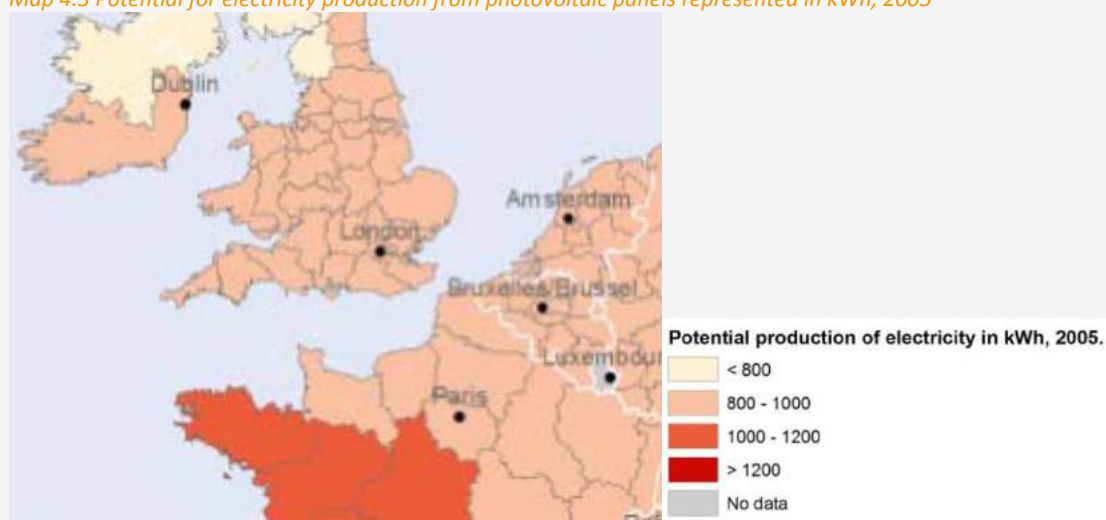 Map 4.3 Potential for electricity production from photovoltaic panels represented in kWh, 2005
Dublin
Amsterdam
London
Bruxelles/Brussel
Luxembour
Paris
Potential production of electricity in kWh, 2005.
< 800
800 - 1000
1000 - 1200
> 1200
No data